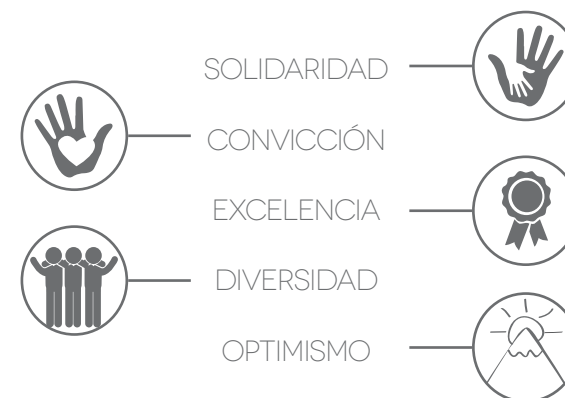 SOLIDARIDAD
CONVICCIÓN
EXCELENCIA
DIVERSIDAD
OPTIMISMO